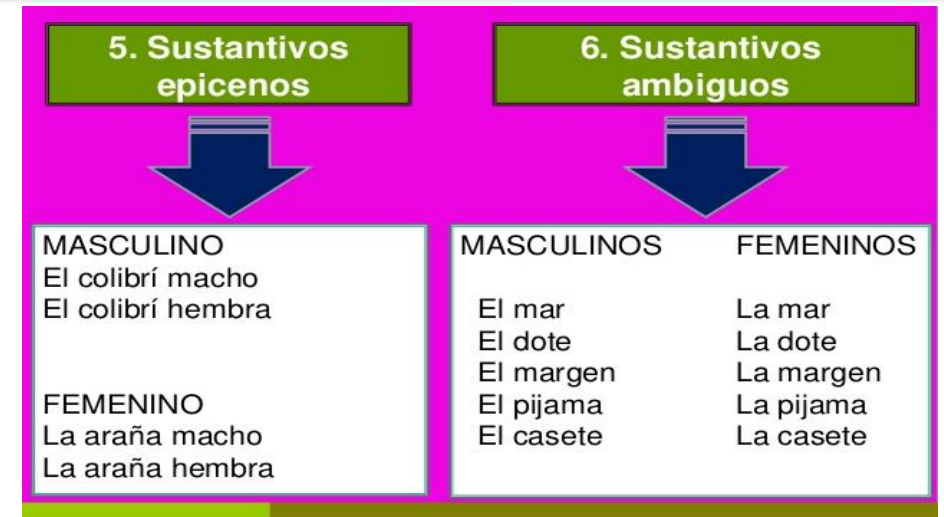 5. Sustantivos
epicenos
6. Sustantivos
ambiguos
MASCULINO
El colibrí macho
El colibrí hembra
FEMENINO
La araña macho
La araña hembra
MASCULINOS FEMENINOS
El mar La mar
El dote La dote
El margen La margen
El pijama La pijama
El casete La casete